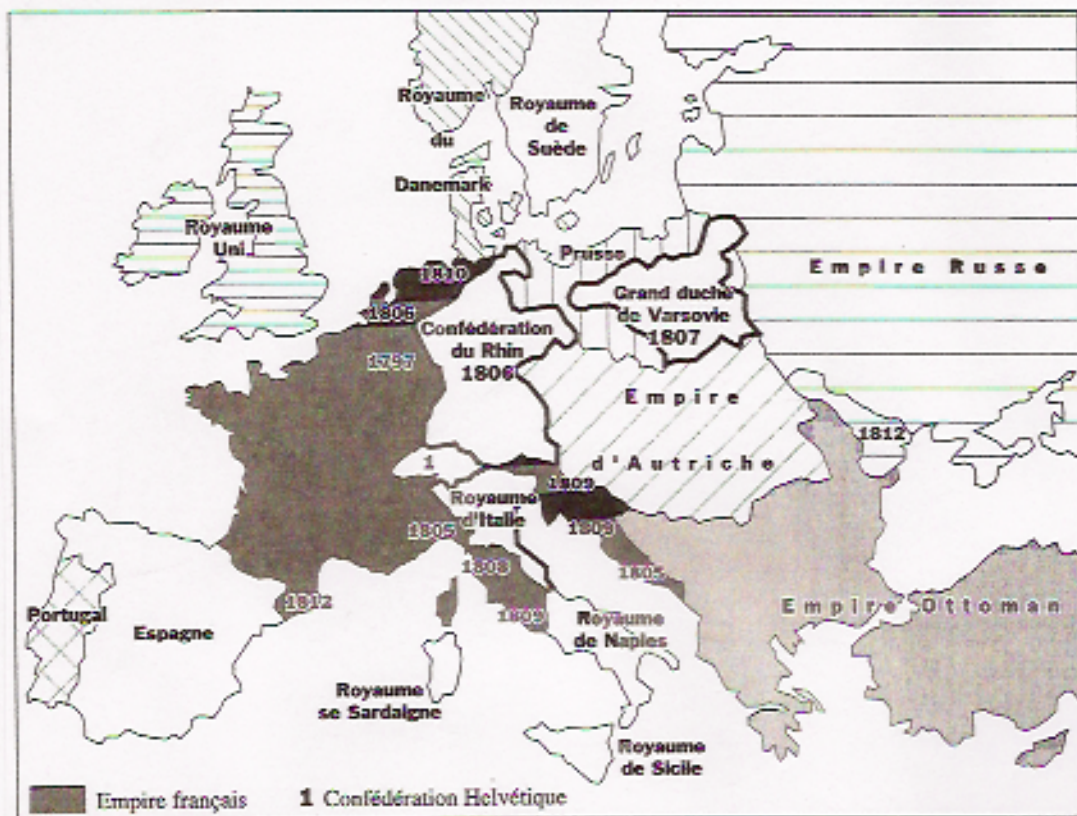 Royaume
du
Danemark
Royaume
de
Suède
Royaume
Uni
Prusse
Empire Russe
1810
1806
1797
Confédération
du Rhin
1806
Grand duché
de Varsovie
1807
Empire
d'Autriche
1812
1
1809
1809
Royaume
d'Italie
1805
1808
1809
1805
1812
Portugal
Espagne
Royaume
de Naples
Empire Ottoman
Royaume
se Sardaigne
Royaume
de Sicile
Empire français
1 Confédération Helvétique